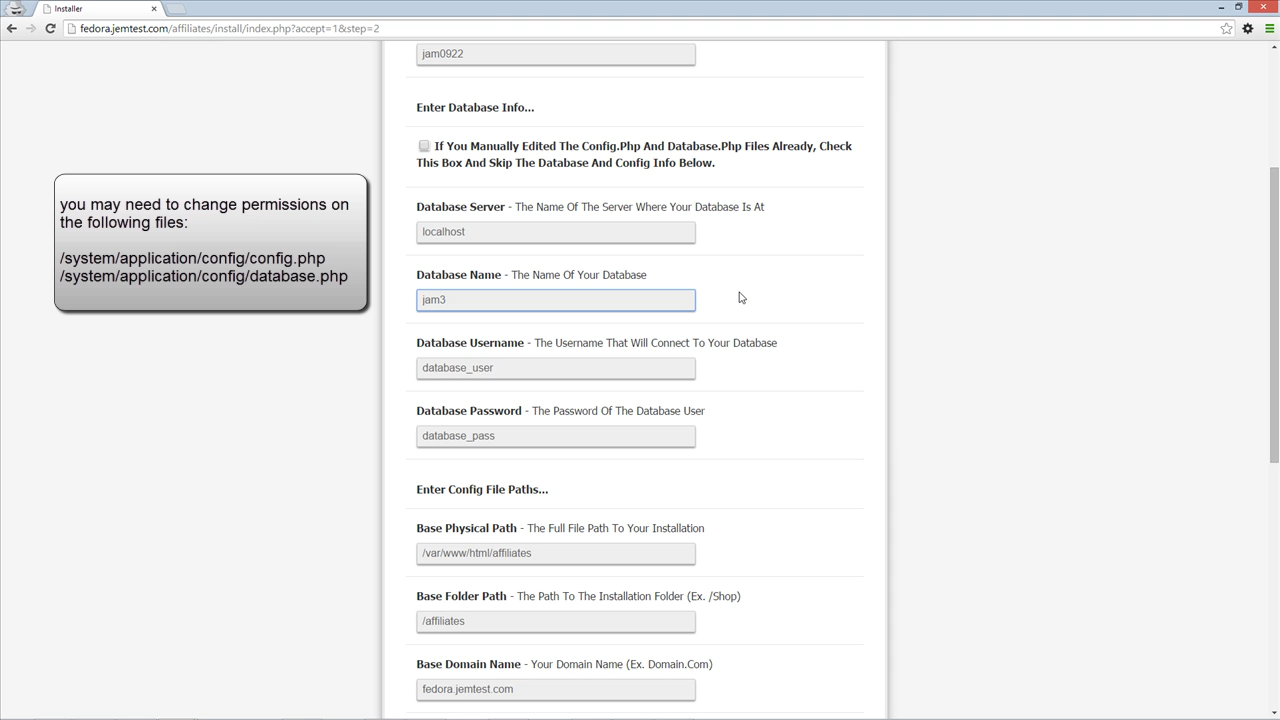 Installer
fedora.jemtest.com/affiliates/install/index.php?accept=1&step=2
jam0922
Enter Database Info...
If You Manually Edited The Config.Php And Database.Php Files Already, Check
This Box And Skip The Database And Config Info Below.
you may need to change permissions on
the following files:
/system/application/config/config.php
/system/application/config/database.php
Database Server - The Name Of The Server Where Your Database Is At
localhost
Database Name - The Name Of Your Database
jam3
Database Username - The Username That Will Connect To Your Database
database_user
Database Password - The Password Of The Database User
database_pass
Enter Config File Paths...
Base Physical Path - The Full File Path To Your Installation
/var/www/html/affiliates
Base Folder Path - The Path To The Installation Folder (Ex. /Shop)
/affiliates
Base Domain Name - Your Domain Name (Ex. Domain.Com)
fedora.jemtest.com